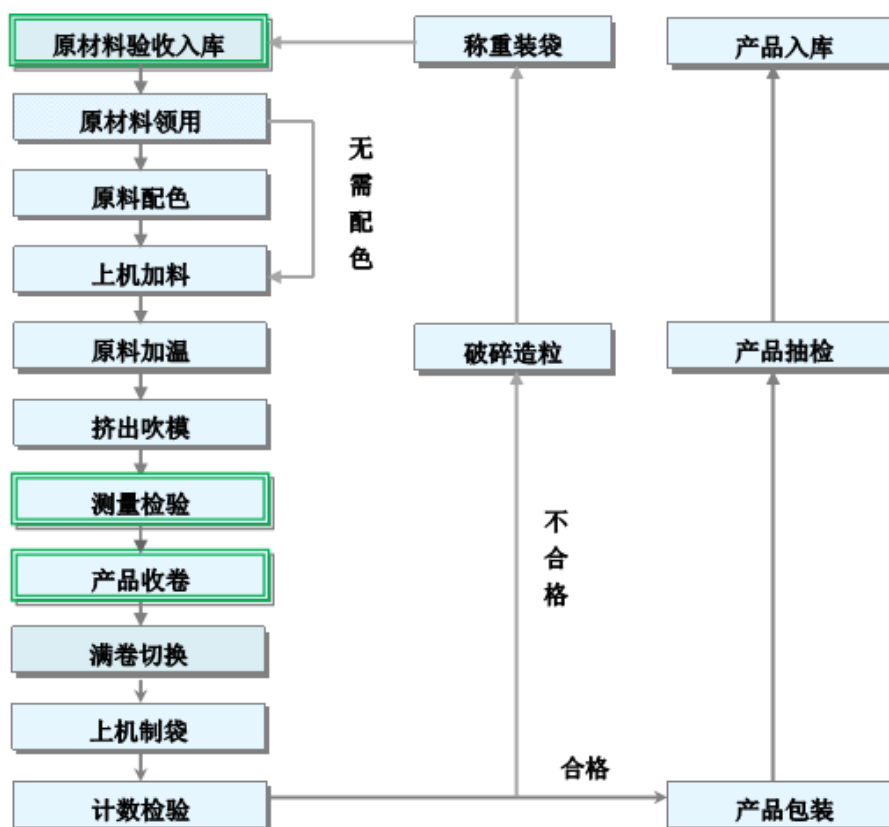 原材料验收入库
称重装袋
产品入库
原材料领用
无需配色
原料配色
上机加料
原料加温
破碎造粒
产品抽检
挤出吹模
测量检验
不合格
产品收卷
满卷切换
上机制袋
合格
计数检验
产品包装